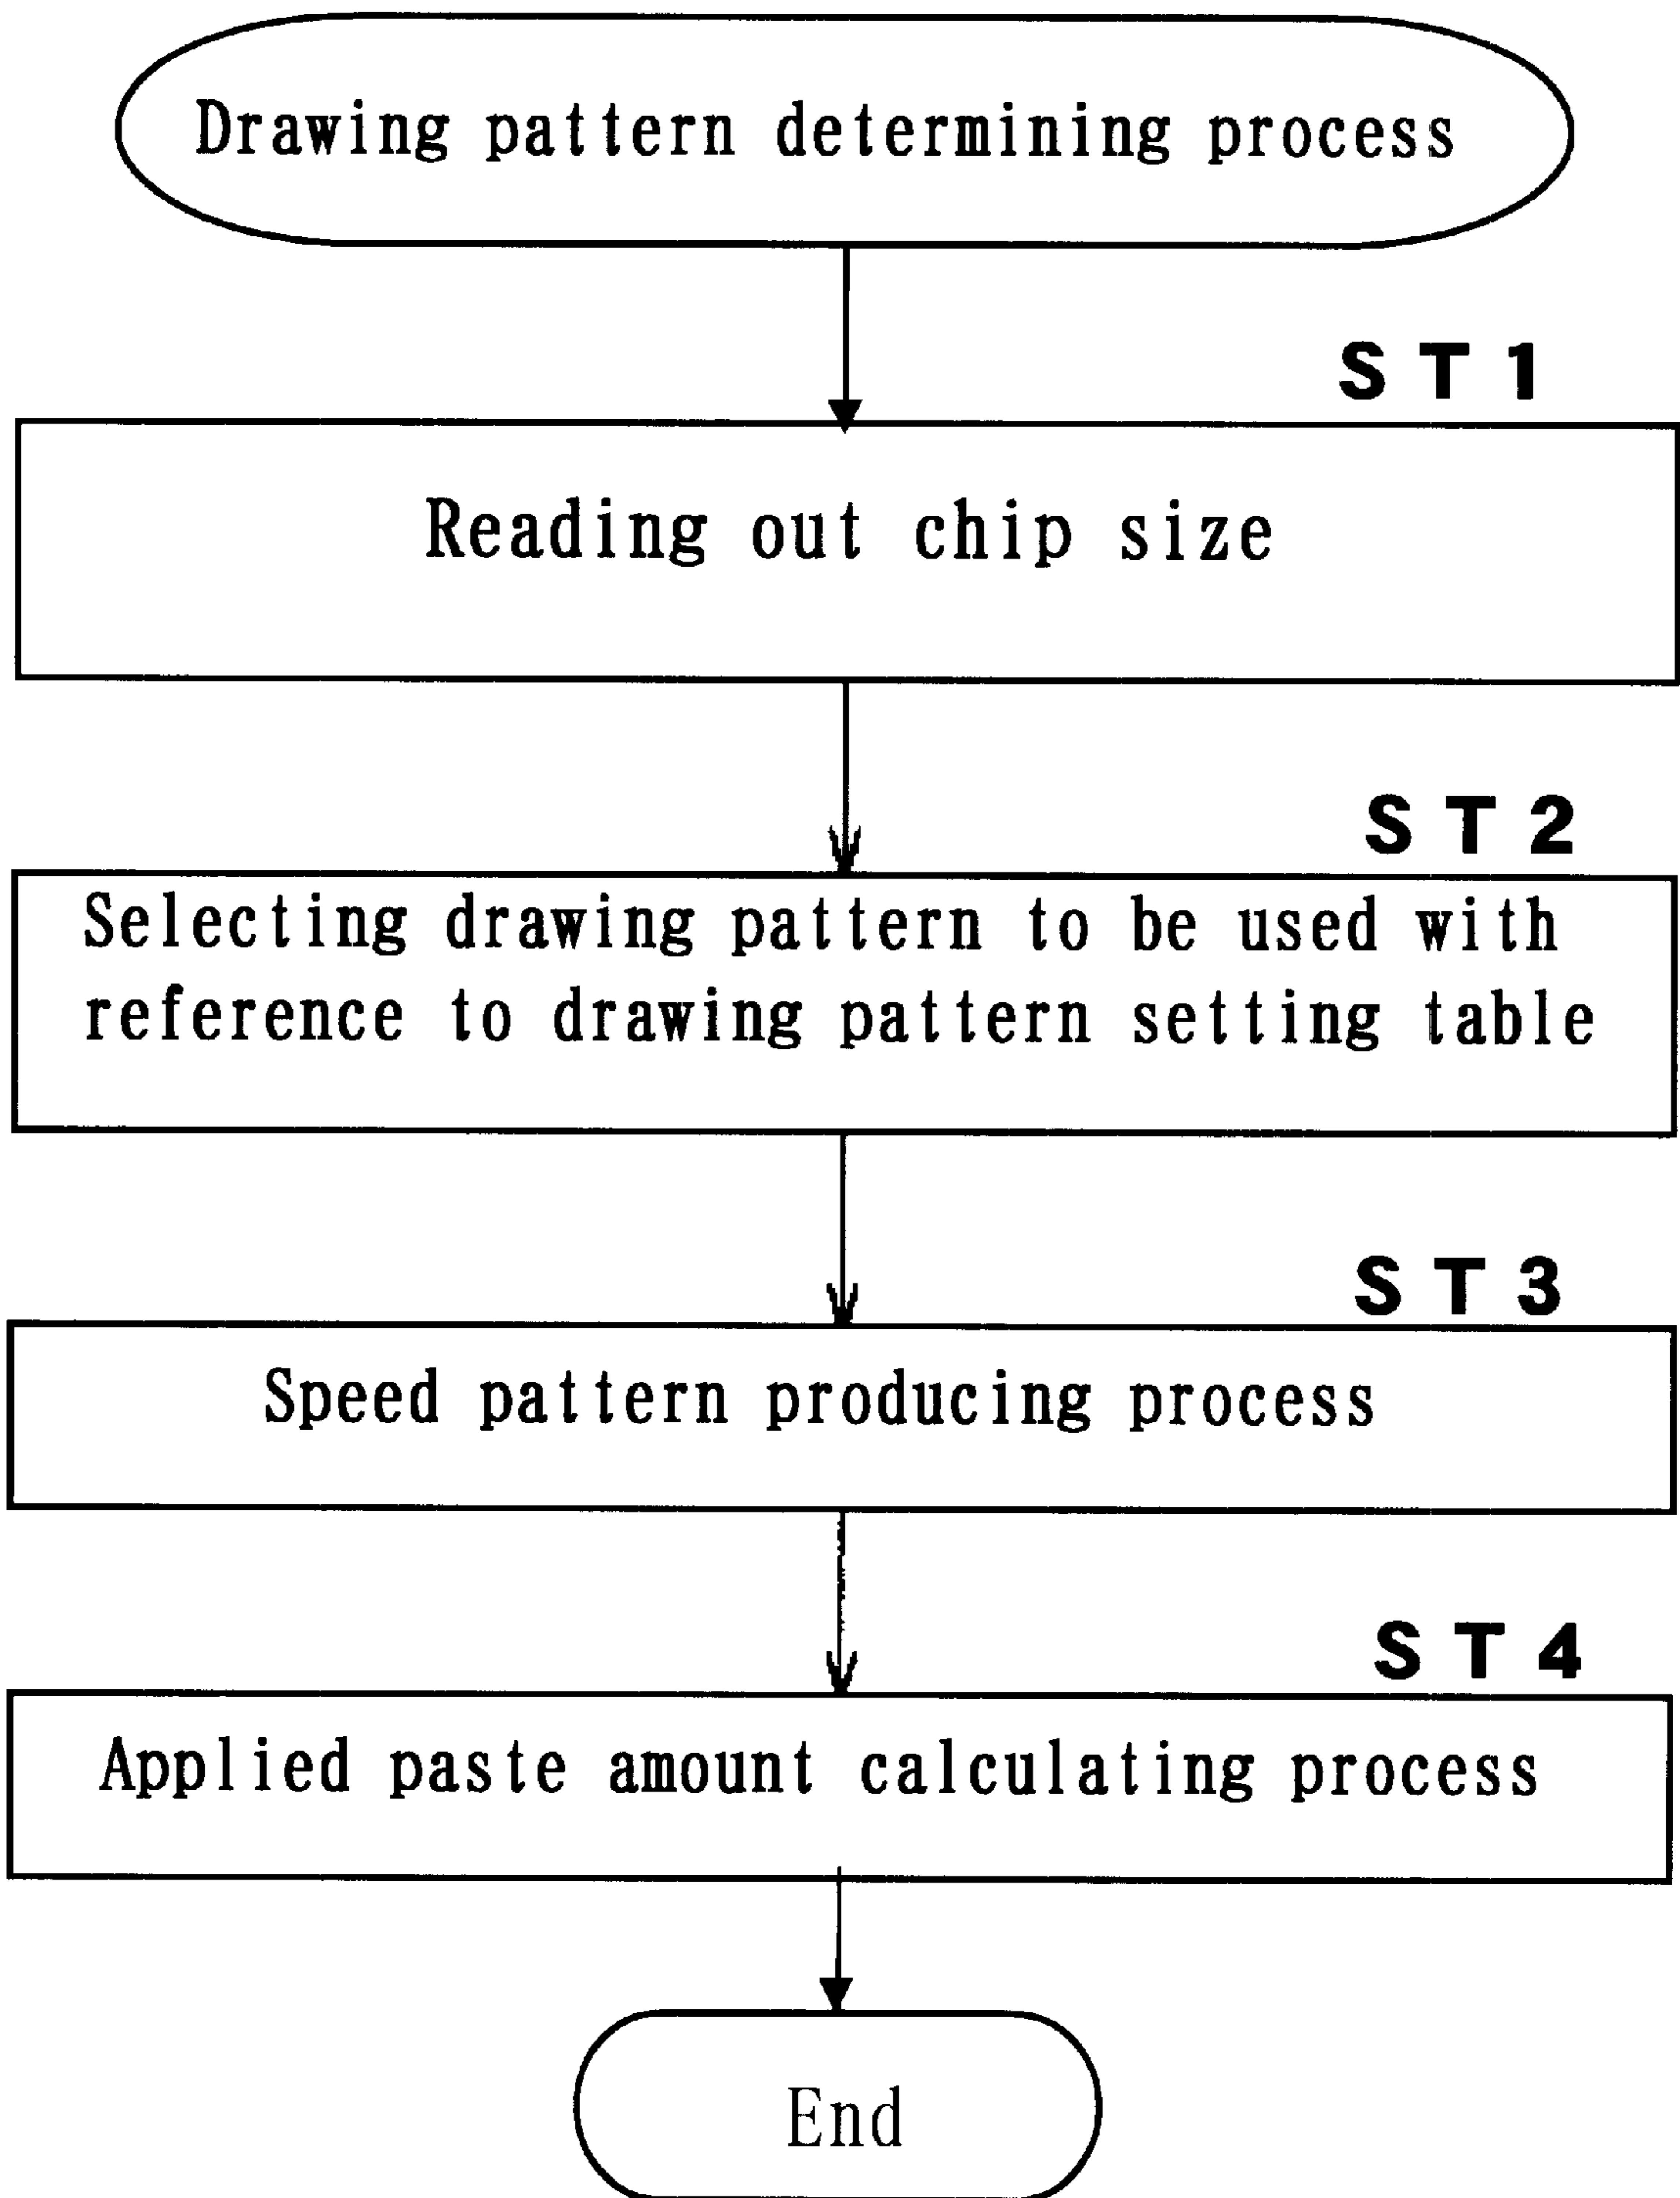 Drawing pattern determining process
ST1
Reading out chip size
ST2
Selecting drawing pattern to be used with
reference to drawing pattern setting table
ST3
Speed pattern producing process
ST4
Applied paste amount calculating process
End